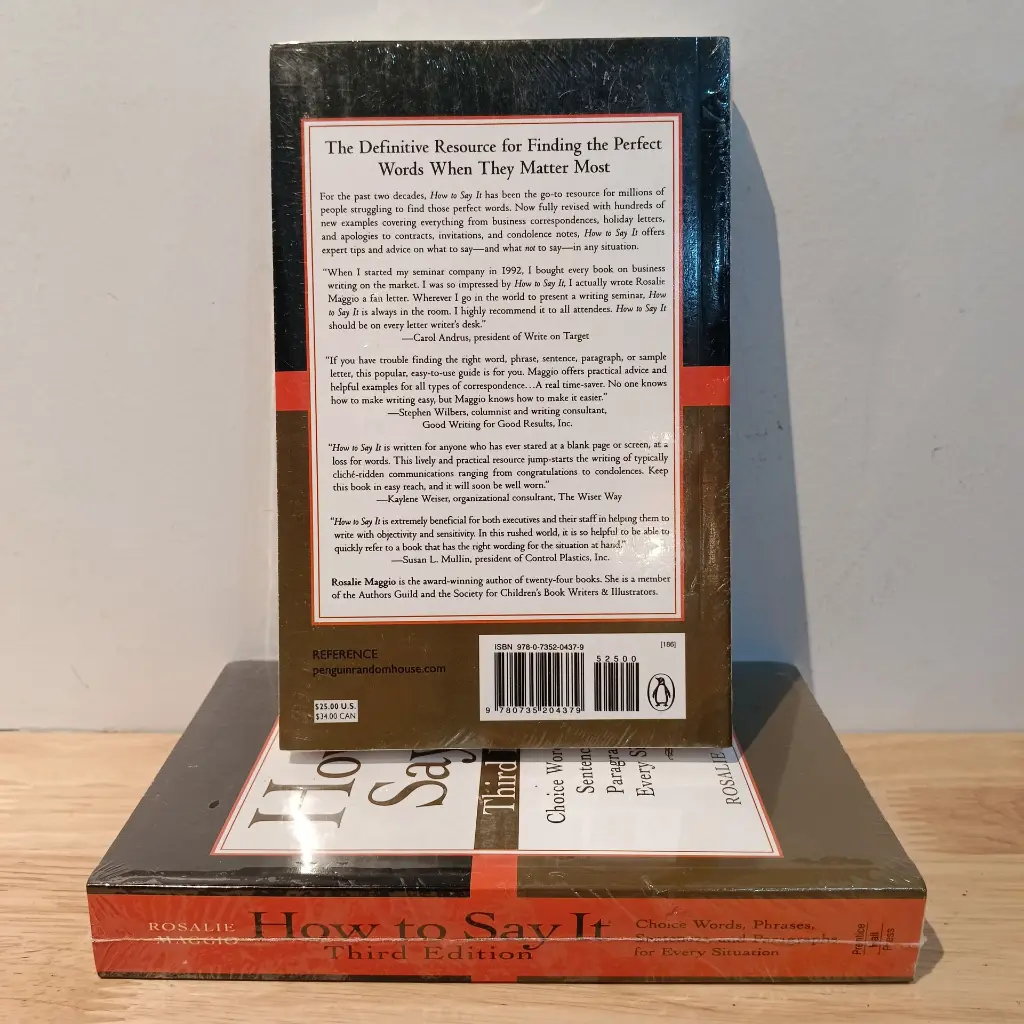 The Definitive Resource for Finding the Perfect
Words When They Matter Most
For the past two decades, How to Say It has been the go-to resource for millions of
people struggling to find those perfect words. Now fully revised with hundreds of
new examples covering everything from business correspondences, holiday letters,
and apologies to contracts, invitations, and condolence notes, How to Say It offers
expert tips and advice on what to say—and what not to say—in any situation.
"When I started my seminar company in 1992, I bought every book on business
writing on the market. I was so impressed by How to Say It, I actually wrote Rosalie
Maggio a fan letter. Wherever I go in the world to present a writing seminar, How
to Say It is always in the room. I highly recommend it to all attendees. How to Say It
should be on every letter writer's desk."
—Carol Andrus, president of Write on Target
"If you have trouble finding the right word, phrase, sentence, paragraph, or sample
letter, this popular, easy-to-use guide is for you. Maggio offers practical advice and
helpful examples for all types of correspondence...A real time-saver. No one knows
how to make writing easy, but Maggio knows how to make it easier."
—Stephen Wilbers, columnist and writing consultant,
Good Writing for Good Results, Inc.
"How to Say It is written for anyone who has ever stared at a blank page or screen, at a
loss for words. This lively and practical resource jump-starts the writing of typically
cliché-ridden communications ranging from congratulations to condolences. Keep
this book in easy reach, and it will soon be well worn."
—Kaylene Weiser, organizational consultant, The Wiser Way
"How to Say It is extremely beneficial for both executives and their staff in helping them to
write with objectivity and sensitivity. In this rushed world, it is so helpful to be able to
quickly refer to a book that has the right wording for the situation at hand."
—Susan L. Mullin, president of Control Plastics, Inc.
Rosalie Maggio is the award-winning author of twenty-four books. She is a member
of the Authors Guild and the Society for Children's Book Writers & Illustrators.
REFERENCE
penguinrandomhouse.com
$25.00 U.S.
$34.00 CAN
ISBN 978-0-7352-0437-9
[186]
52500
9 780735 204379
How
Say
Third
Choice Wor
Sentenc
Paragra
Every S
ROSALIE
ROSALIE
MAGGIO
How to Say It
Third Edition
Choice Words, Phrases,
Sentences, and Paragraphs
for Every Situation
Prentice
Hall
Press